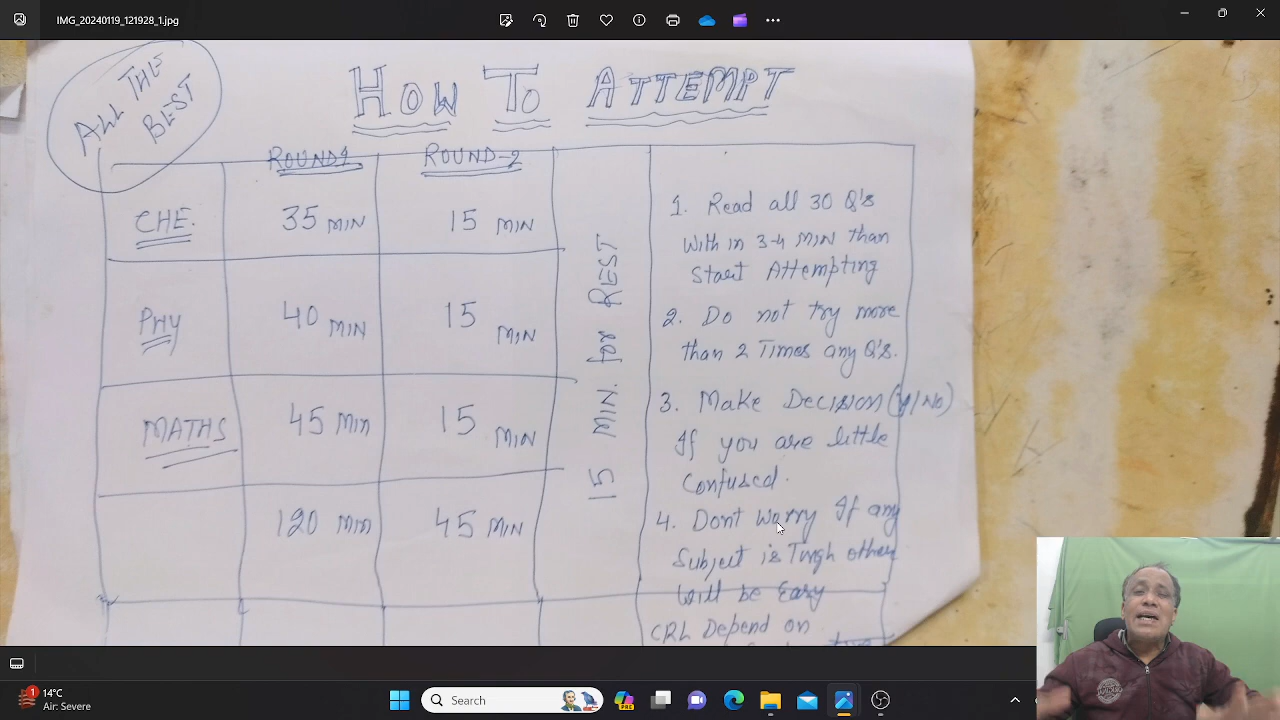 IMG_20240119_121928_1.jpg
ALL THE
BEST
HOW TO ATTEMPT
ROUND-1
ROUND-2
CHE.
35 MIN
15 MIN
PHY
40 MIN
15 MIN
MATHS
45 Min
15 MIN
120 MIN
45 MIN
15 MIN. for REST
1. Read all 30 Q's
With in 3-4 MIN than
Start Attempting
2. Do not try more
than 2 Times any Q's.
3. Make Decision (Y/No)
If you are little
Confused.
4. Dont Worry If any
Subject is Tugh other
will be Easy
CRL Depend on
1
14°C
Air: Severe
Search
PRE